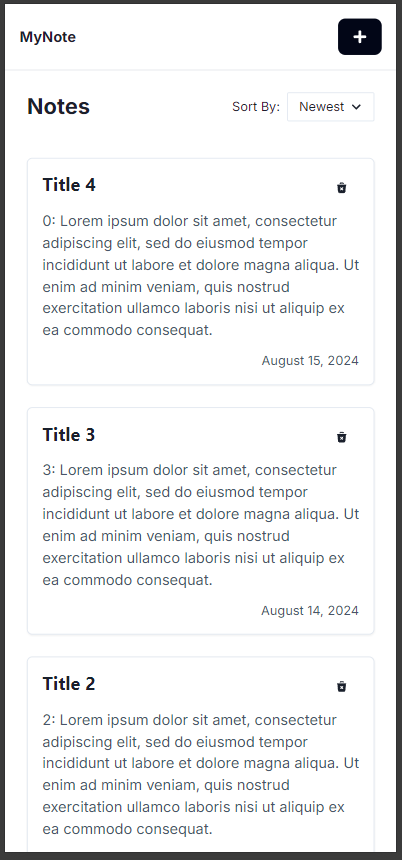 MyNote
Notes
Sort By: Newest
Title 4
0: Lorem ipsum dolor sit amet, consectetur
adipiscing elit, sed do eiusmod tempor
incididunt ut labore et dolore magna aliqua. Ut
enim ad minim veniam, quis nostrud
exercitation ullamco laboris nisi ut aliquip ex
ea commodo consequat.
August 15, 2024
Title 3
3: Lorem ipsum dolor sit amet, consectetur
adipiscing elit, sed do eiusmod tempor
incididunt ut labore et dolore magna aliqua. Ut
enim ad minim veniam, quis nostrud
exercitation ullamco laboris nisi ut aliquip ex
ea commodo consequat.
August 14, 2024
Title 2
2: Lorem ipsum dolor sit amet, consectetur
adipiscing elit, sed do eiusmod tempor
incididunt ut labore et dolore magna aliqua. Ut
enim ad minim veniam, quis nostrud
exercitation ullamco laboris nisi ut aliquip ex
ea commodo consequat.